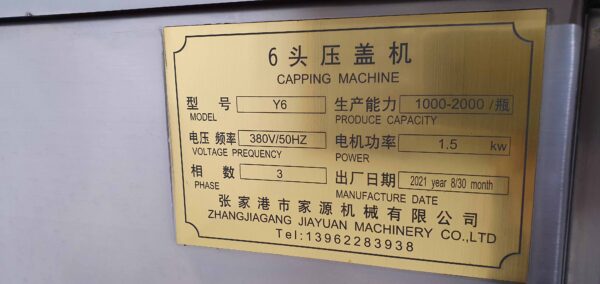 6头压盖机
CAPPING MACHINE
型 号 Y6 生产能力 1000-2000 /瓶
MODEL PRODUCE CAPACITY
电压 频率 380V/50HZ 电机功率 1.5 kw
VOLTAGE PREQUENCY POWER
相 数 3 出厂日期 2021 year 8/30 month
PHASE MANUFACTURE DATE
张家港市家源机械有限公司
ZHANGJIAGANG JIAYUAN MACHINERY CO.,LTD
Tel:13962283938